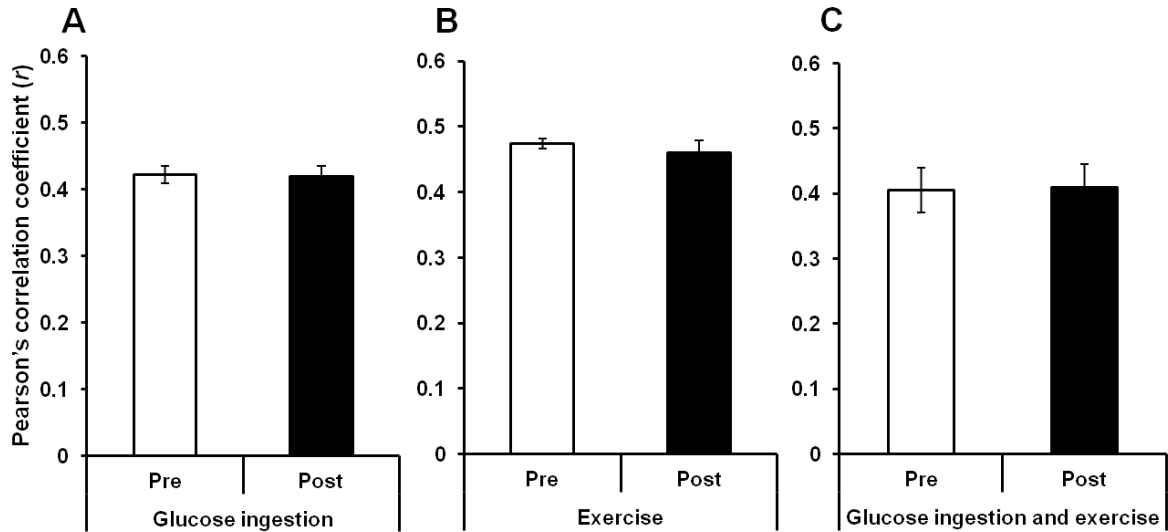 A
B
C
Pearson's correlation coefficient (r)
0.6
0.5
0.4
0.3
0.2
0.1
0
Pre
Post
Glucose ingestion
0.6
0.5
0.4
0.3
0.2
0.1
0
Pre
Post
Exercise
0.6
0.5
0.4
0.3
0.2
0.1
0
Pre
Post
Glucose ingestion and exercise